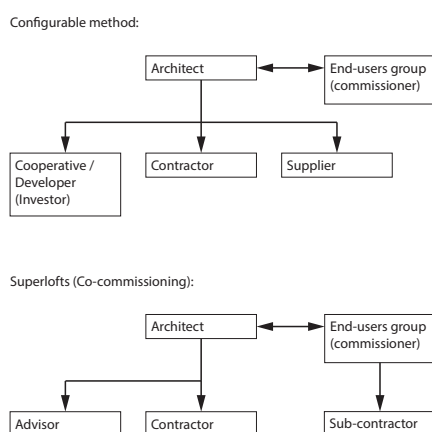 Configurable method:
Architect
End-users group
(commissioner)
Cooperative /
Developer
(Investor)
Contractor
Supplier
Superlofts (Co-commissioning):
Architect
End-users group
(commissioner)
Advisor
Contractor
Sub-contractor